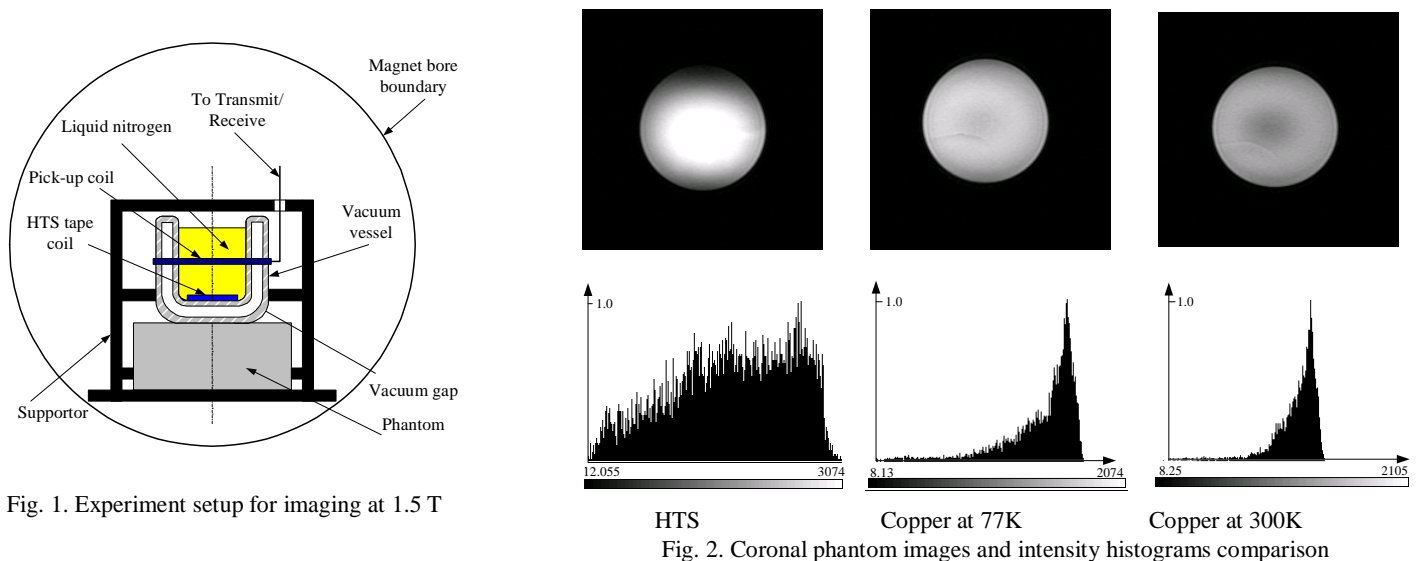 Magnet bore
boundary
To Transmit/
Receive
Liquid nitrogen
Pick-up coil
HTS tape
coil
Vacuum
vessel
Vacuum gap
Supportor
Phantom
Fig. 1. Experiment setup for imaging at 1.5 T
1.0
12.055 3074
1.0
8.13 2074
1.0
8.25 2105
HTS Copper at 77K Copper at 300K
Fig. 2. Coronal phantom images and intensity histograms comparison